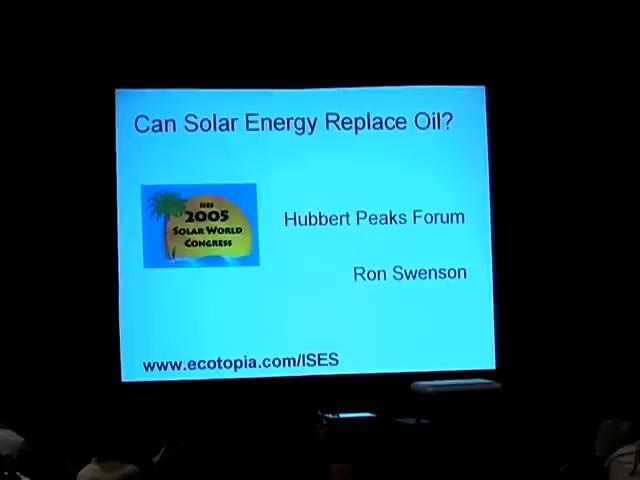 Can Solar Energy Replace Oil?
ISES
2005
SOLAR WORLD
CONGRESS
Hubbert Peaks Forum
Ron Swenson
www.ecotopia.com/ISES